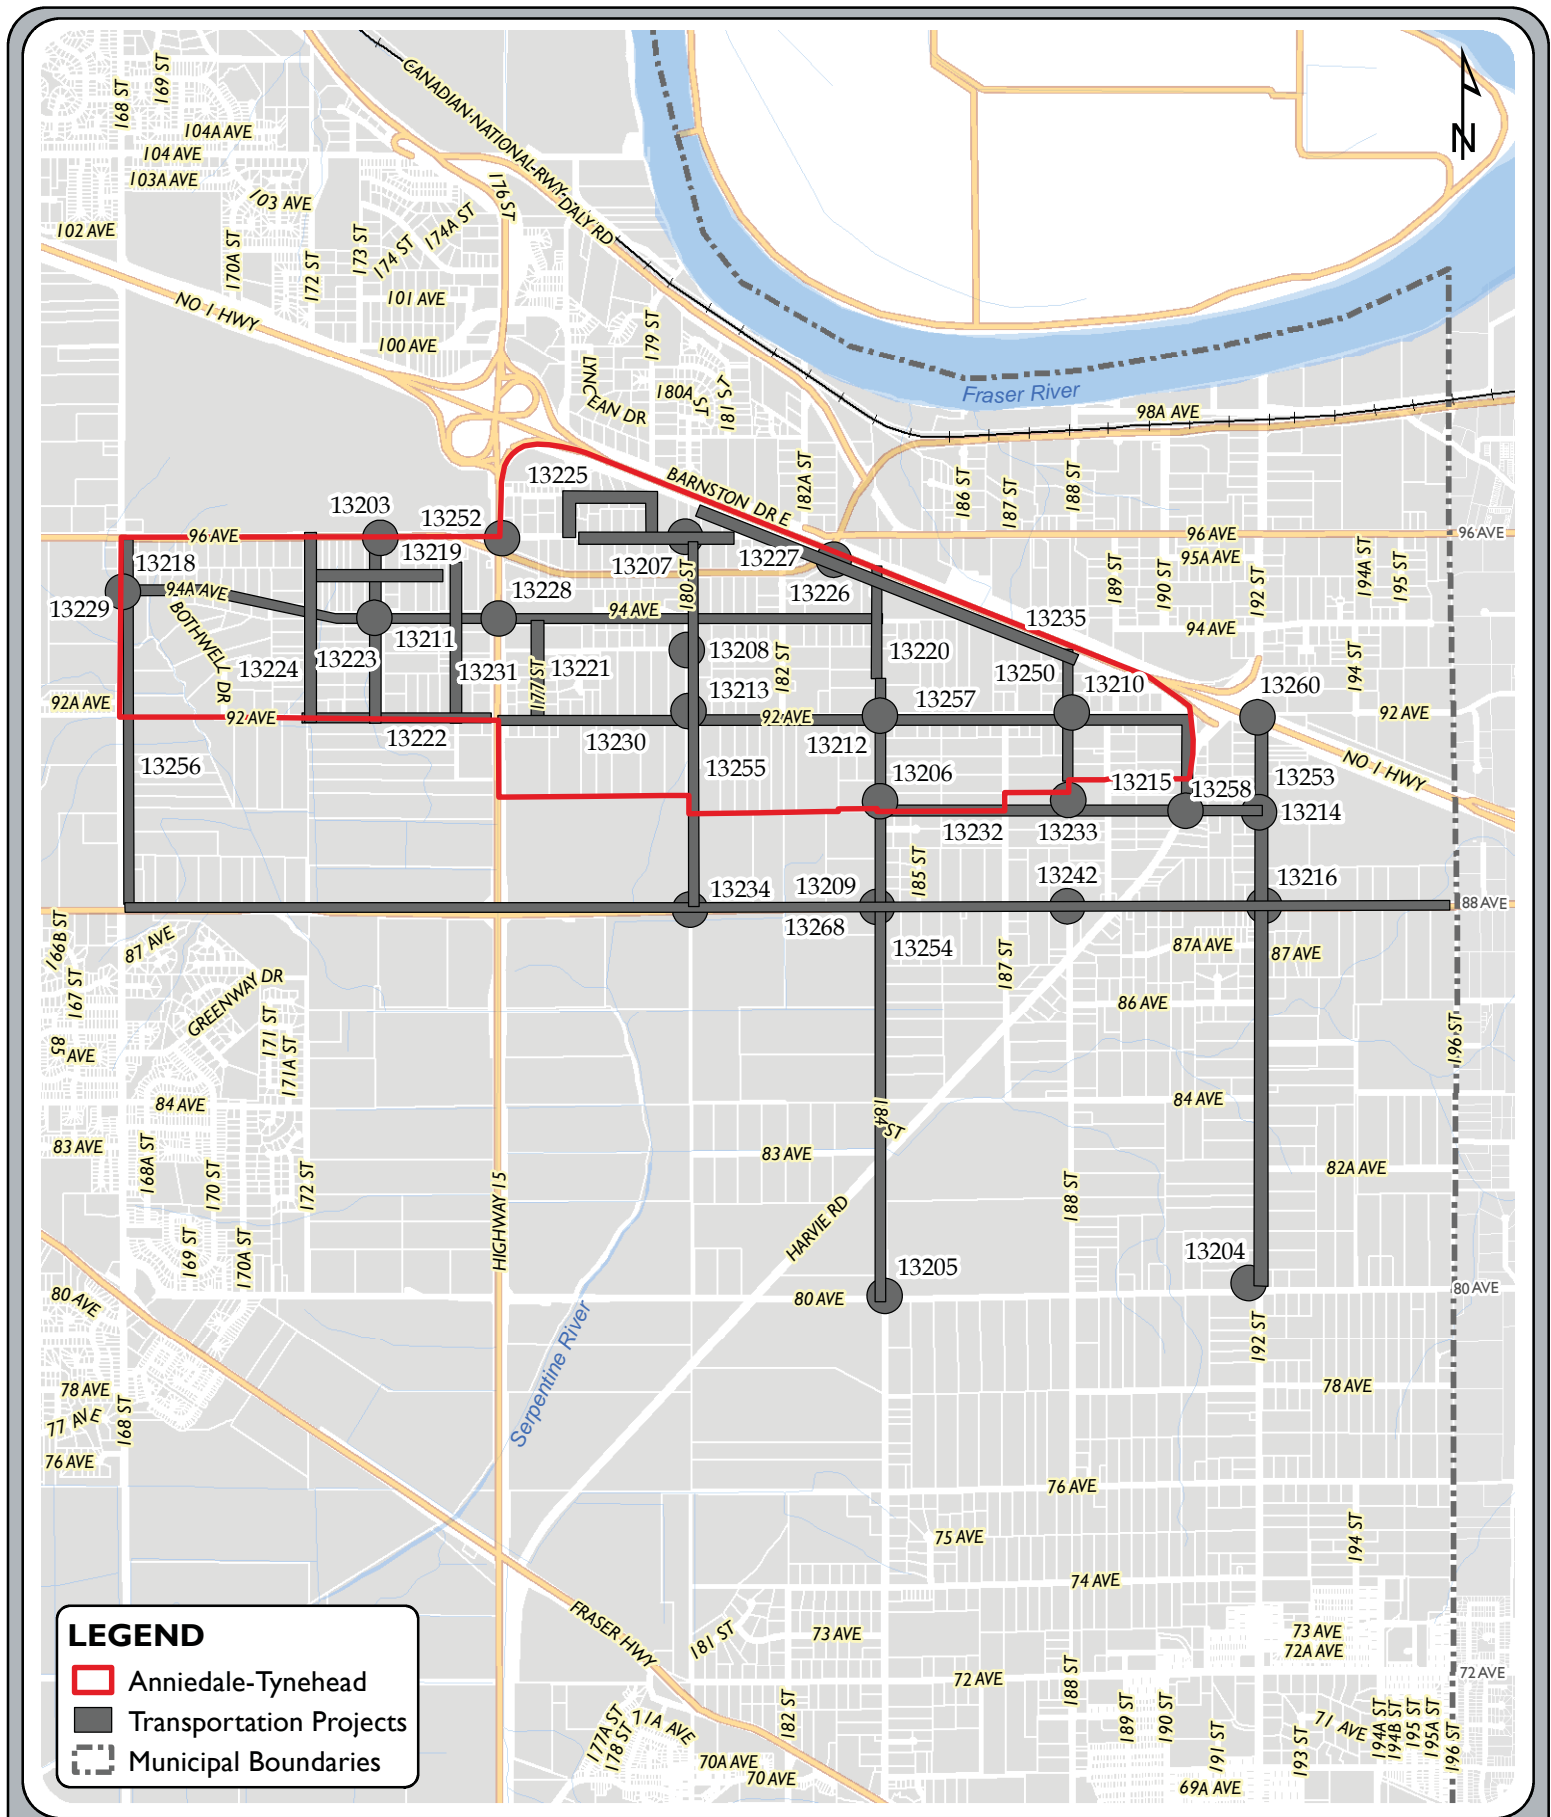 169 ST
168 ST
CANADIAN-NATIONAL-RWY
DALY RD
N
104A AVE
104 AVE
103A AVE
103 AVE
102 AVE
176 ST
174A ST
174 ST
173 ST
172 ST
170A ST
101 AVE
100 AVE
NO 1 HWY
179 ST
LYNC
EAN DR
180A ST
181 ST
Fraser River
98A AVE
BARNSTON DR E
182A ST
186 ST
187 ST
188 ST
13225
13203
13252
96 AVE
96 AVE
96 AVE
13219
13218
13207
13227
13226
180 ST
95A AVE
189 ST
190 ST
192 ST
194A ST
195 ST
13229
94A AVE
13228
94 AVE
13235
94 AVE
BOTHWELL DR
13211
13224
13223
13231
177 ST
13221
13208
182 ST
13220
13250
13210
194 ST
13213
13257
13260
92A AVE
92 AVE
92 AVE
92 AVE
13222
13230
13212
13256
13255
13206
13215
13258
13253
NO 1 HWY
13214
13232
13233
185 ST
13234
13209
13242
13216
88 AVE
13268
13254
166B ST
87 AVE
187 ST
87A AVE
87 AVE
167 ST
GREENWAY DR
86 AVE
171 ST
171A ST
85 AVE
196 ST
84 AVE
184 ST
84 AVE
83 AVE
83 AVE
168A ST
170 ST
172 ST
HIGHWAY 15
188 ST
82A AVE
HARVIE RD
169 ST
170A ST
13205
13204
80 AVE
80 AVE
80 AVE
192 ST
Serpentine River
78 AVE
78 AVE
77 AVE
168 ST
76 AVE
76 AVE
75 AVE
194 ST
74 AVE
FRASER HWY
181 ST
73 AVE
73 AVE
72A AVE
72 AVE
72 AVE
188 ST
177A ST
178 ST
71A AVE
182 ST
189 ST
190 ST
191 ST
193 ST
71 AVE
194A ST
194B ST
195 ST
195A ST
196 ST
70A AVE
70 AVE
69A AVE
LEGEND
Anniedale-Tynehead
Transportation Projects
Municipal Boundaries